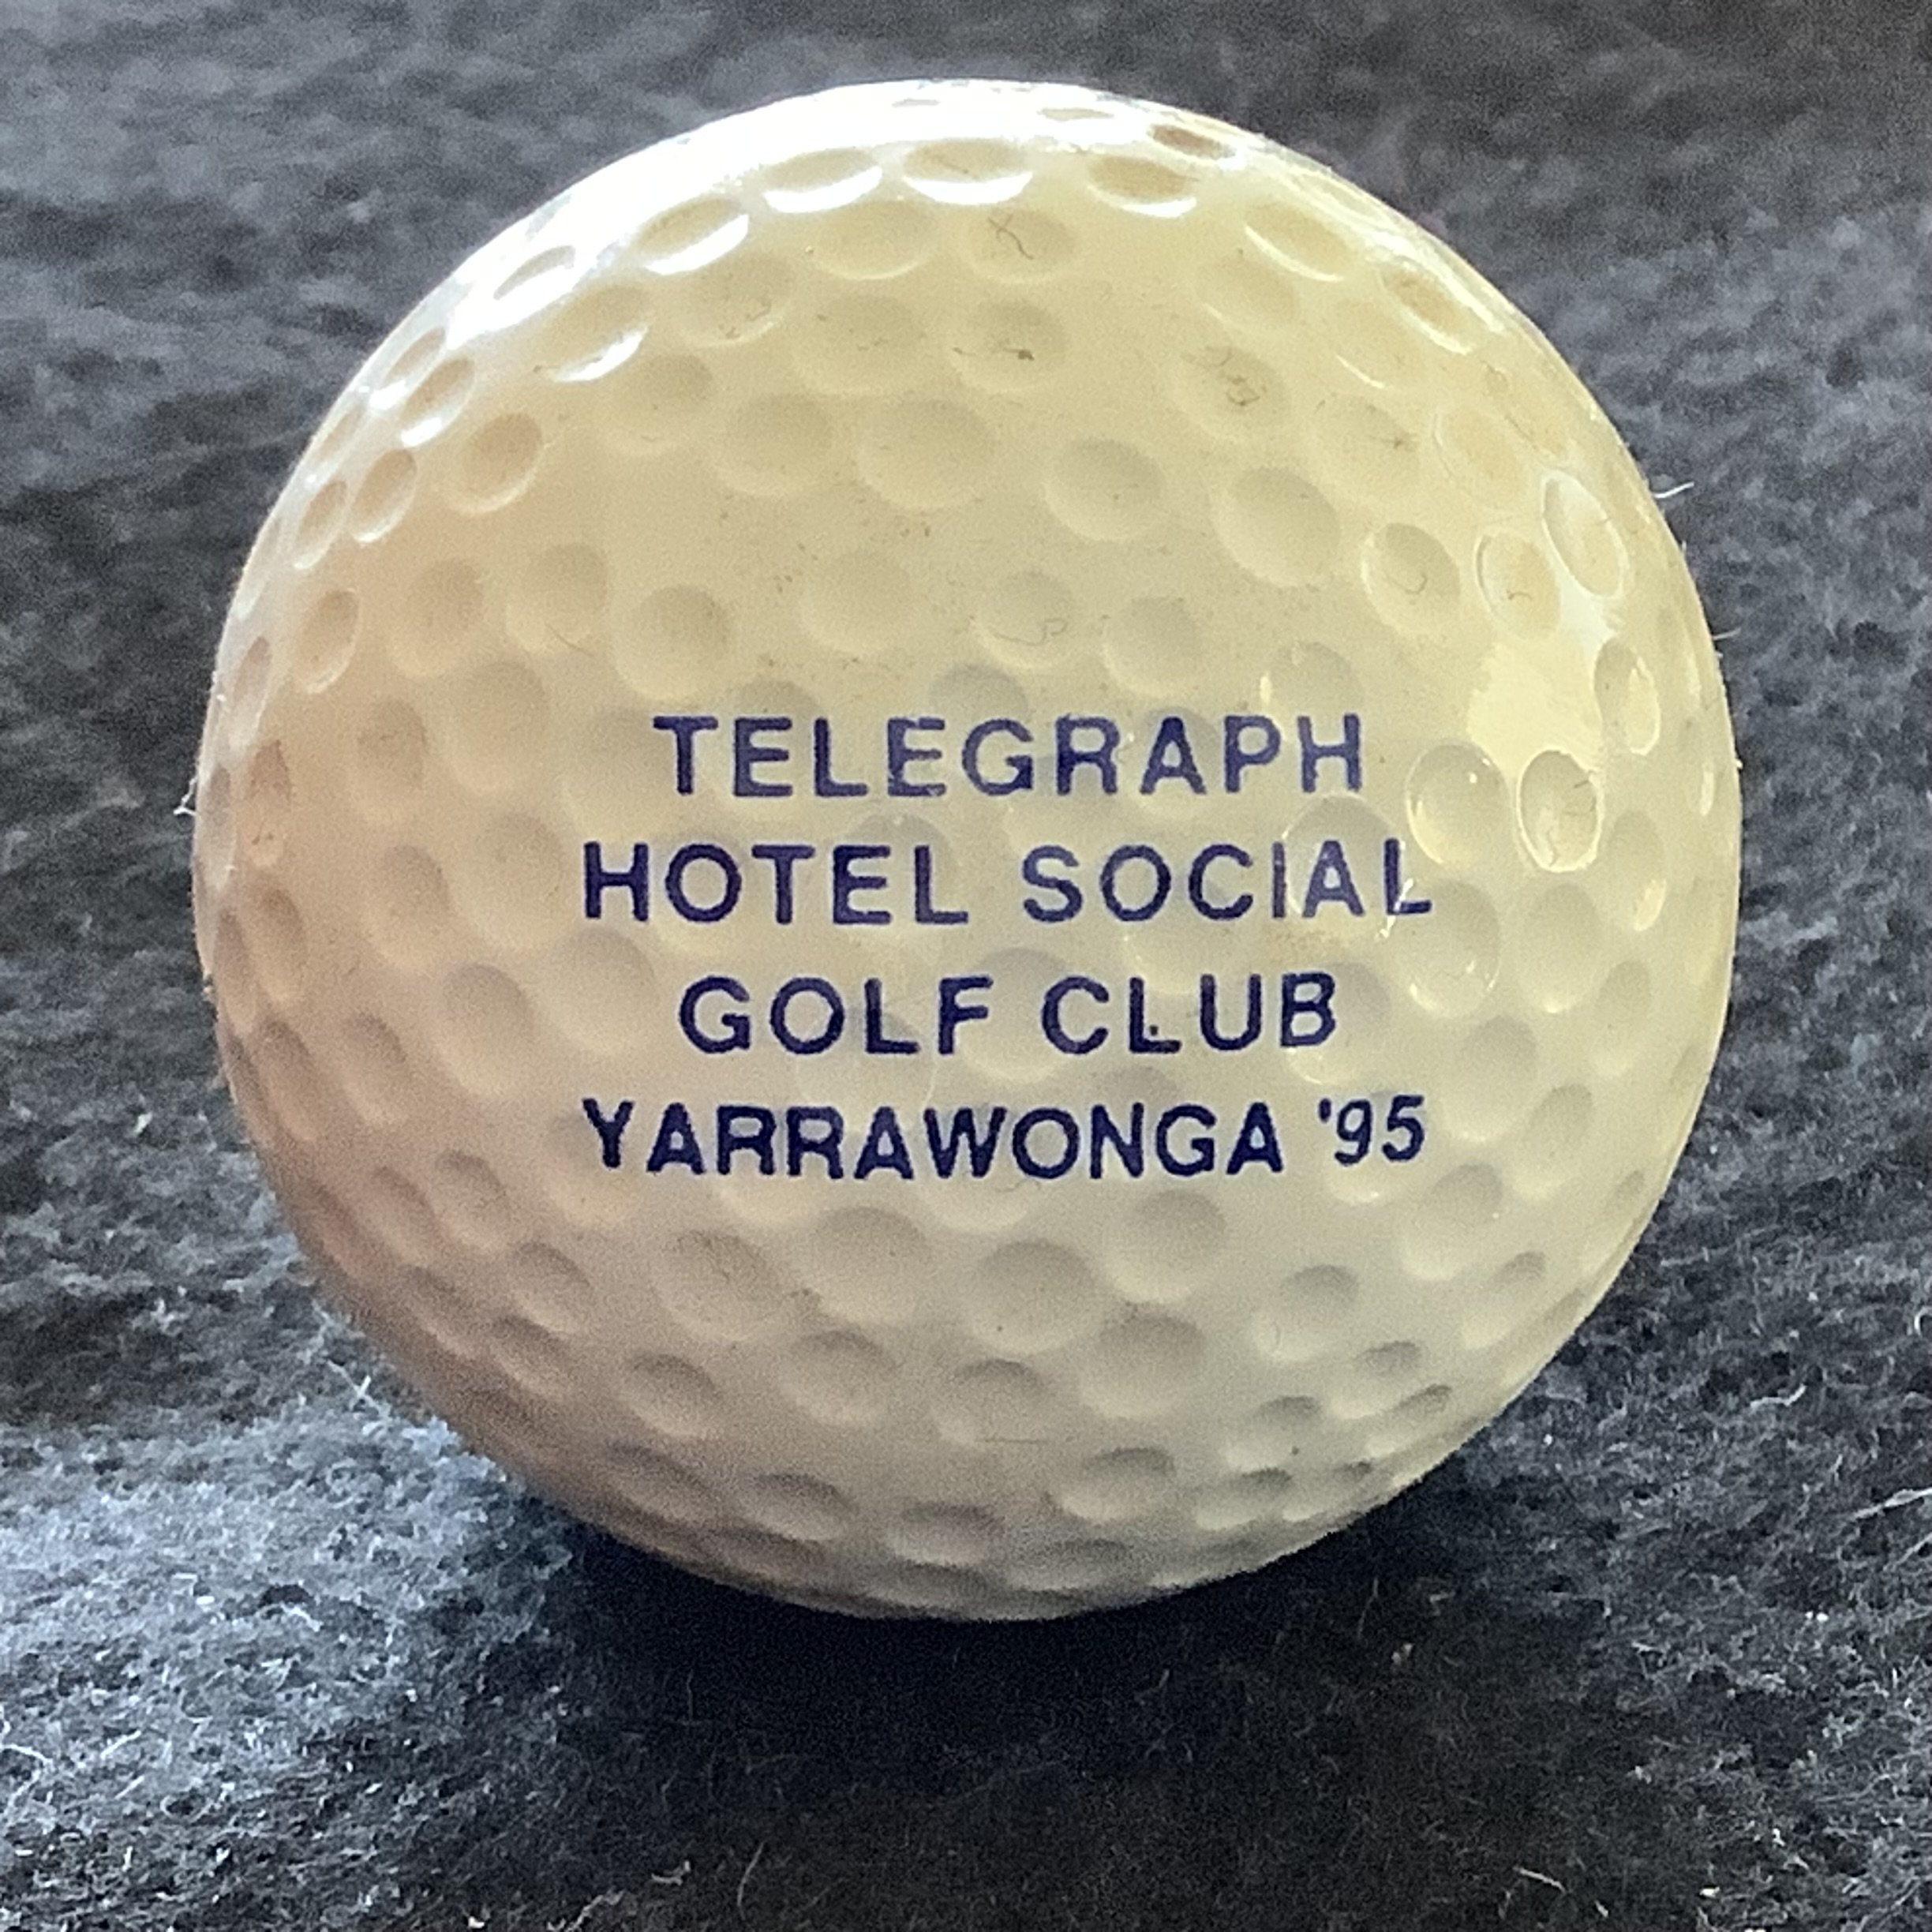 TELEGRAPH
HOTEL SOCIAL
GOLF CLUB
YARRAWONGA '95